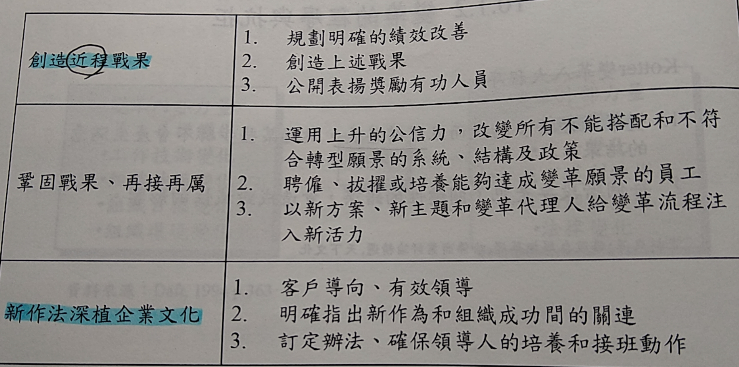 創造近程戰果
1. 規劃明確的績效改善
2. 創造上述戰果
3. 公開表揚獎勵有功人員
鞏固戰果、再接再厲
1. 運用上升的公信力，改變所有不能搭配和不符
合轉型願景的系統、結構及政策
2. 聘僱、拔擢或培養能夠達成變革願景的員工
3. 以新方案、新主題和變革代理人給變革流程注
入新活力
新作法深植企業文化
1. 客戶導向、有效領導
2. 明確指出新作為和組織成功間的關連
3. 訂定辦法、確保領導人的培養和接班動作